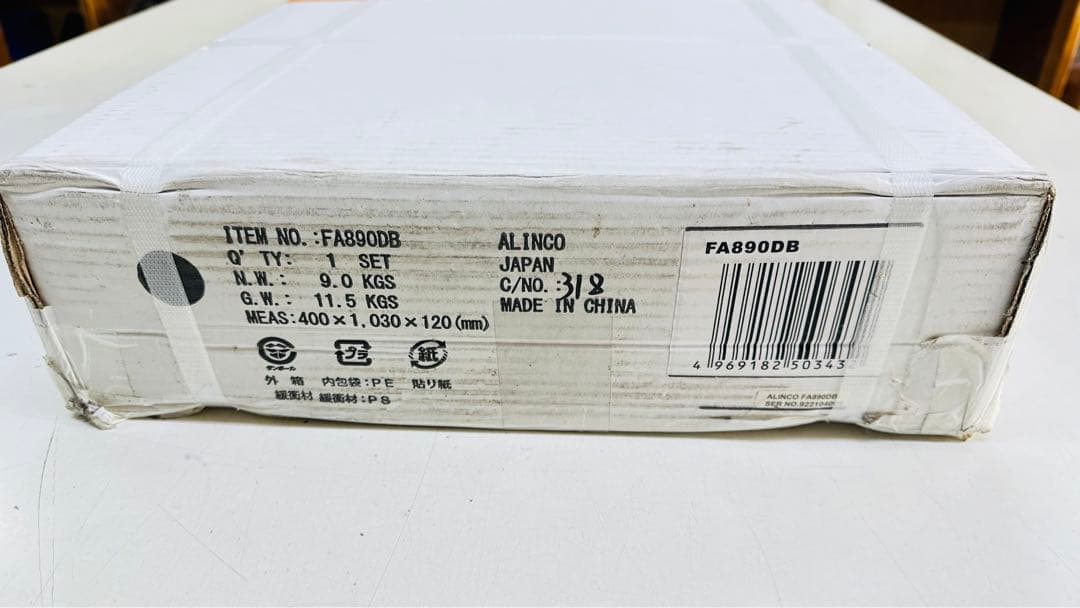 ITEM NO.:FA890DB
Q'TY: 1 SET
N.W.: 9.0 KGS
G.W.: 11.5 KGS
MEAS:400×1,030×120(mm)
ダンボール
プラ
紙
外 箱 内包袋:PE 貼り紙
緩衝材 緩衝材:PS
ALINCO
JAPAN
C/NO.:318
MADE IN CHINA
FA890DB
4 969182 50343
ALINCO FA890DB
SER NO.